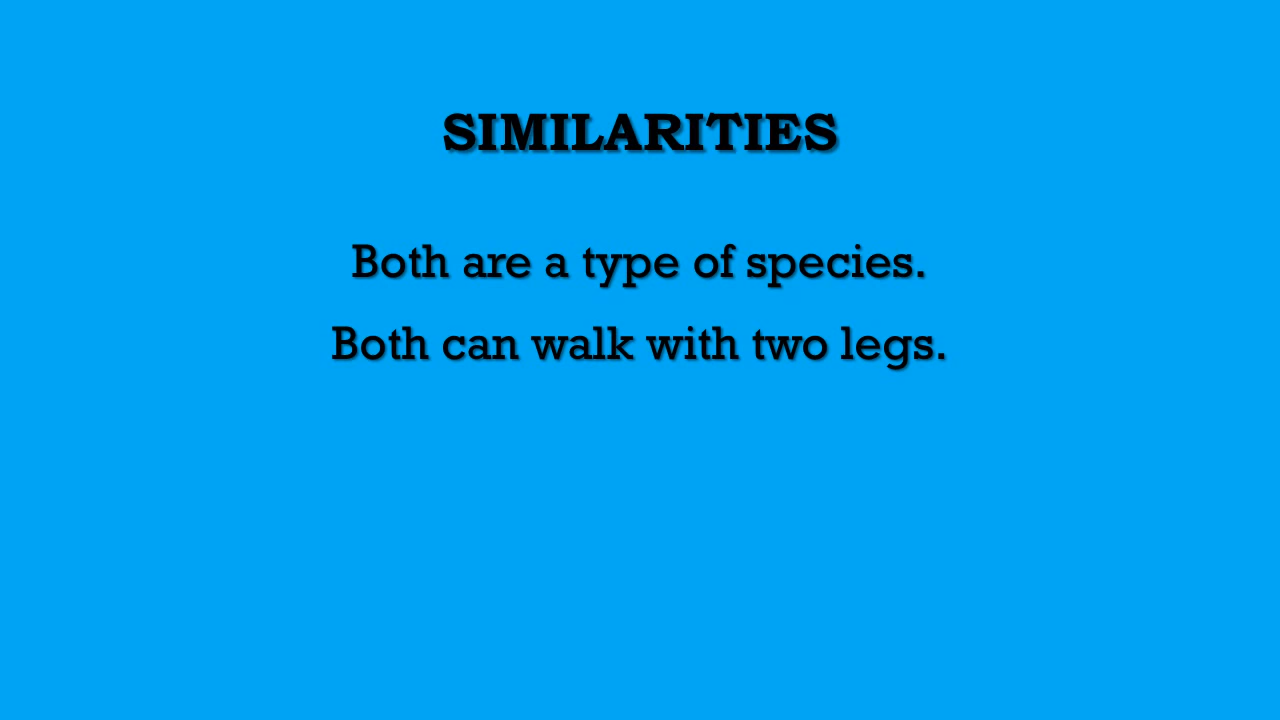 SIMILARITIES
Both are a type of species.
Both can walk with two legs.